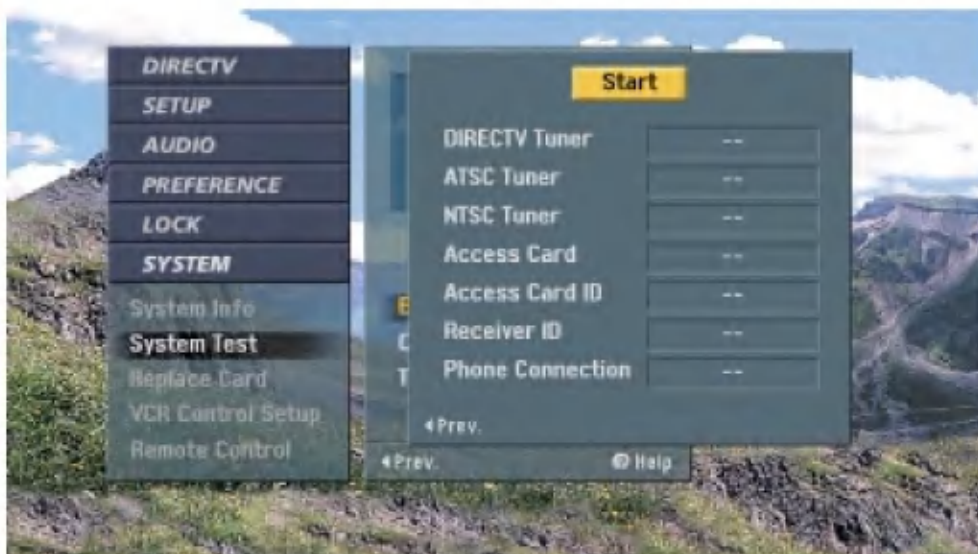 DIRECTV
SETUP
AUDIO
PREFERENCE
LOCK
SYSTEM
System Info
System Test
Replace Card
VCR Control Setup
Remote Control
Start
DIRECTV Tuner --
ATSC Tuner --
NTSC Tuner --
Access Card --
Access Card ID --
Receiver ID --
Phone Connection --
Prev.
Prev. Help